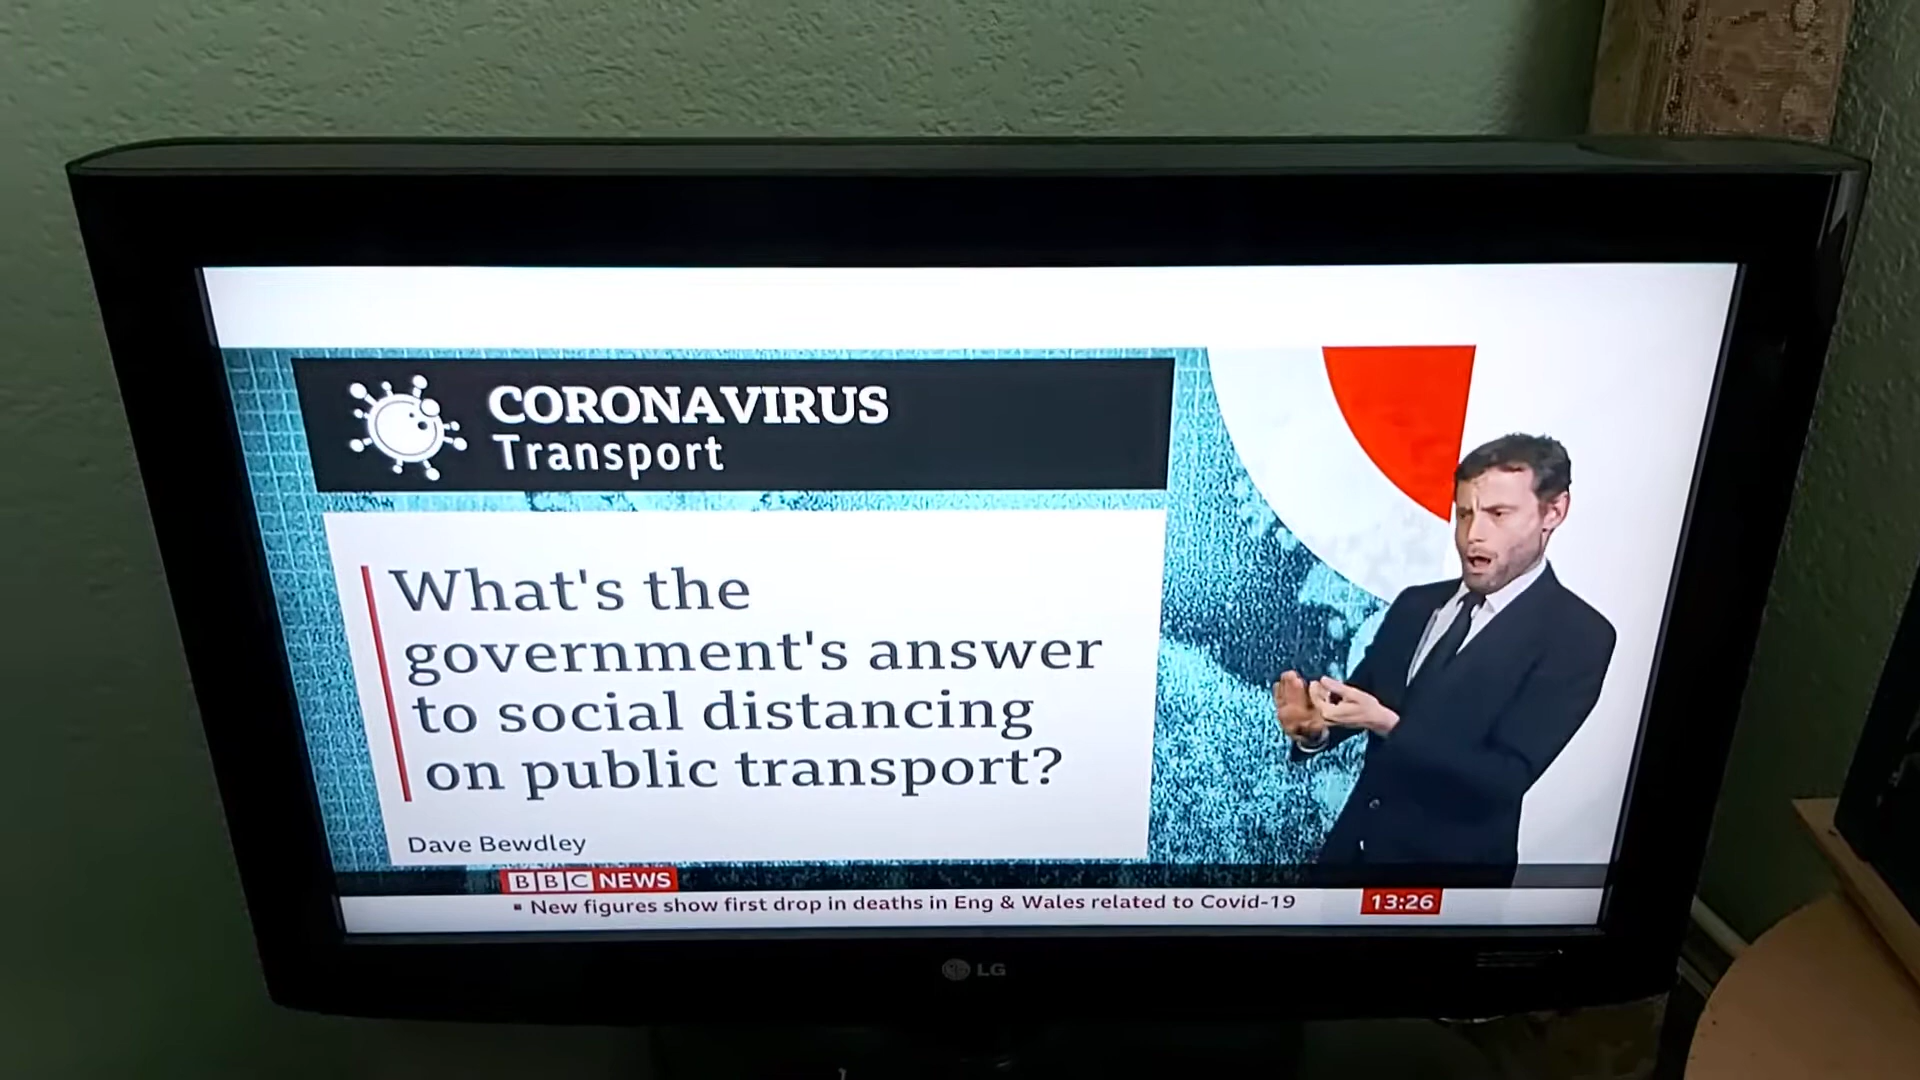 CORONAVIRUS
Transport
What's the
government's answer
to social distancing
on public transport?
Dave Bewdley
BBC NEWS
New figures show first drop in deaths in Eng & Wales related to Covid-19
13:26
LG